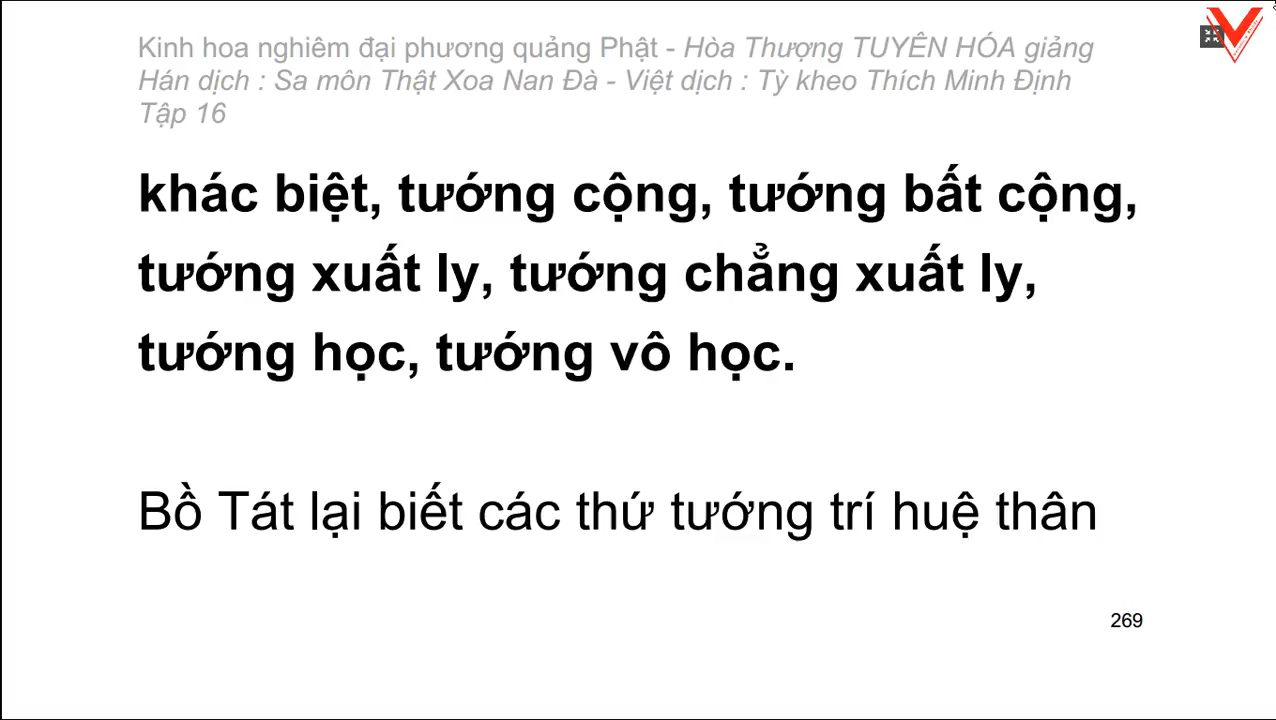 Kinh hoa nghiêm đại phương quảng Phật - Hòa Thượng TUYÊN HÓA giảng
Hán dịch : Sa môn Thật Xoa Nan Đà - Việt dịch : Tỳ kheo Thích Minh Định
Tập 16
khác biệt, tướng cộng, tướng bất cộng,
tướng xuất ly, tướng chẳng xuất ly,
tướng học, tướng vô học.
Bồ Tát lại biết các thứ tướng trí huệ thân
269